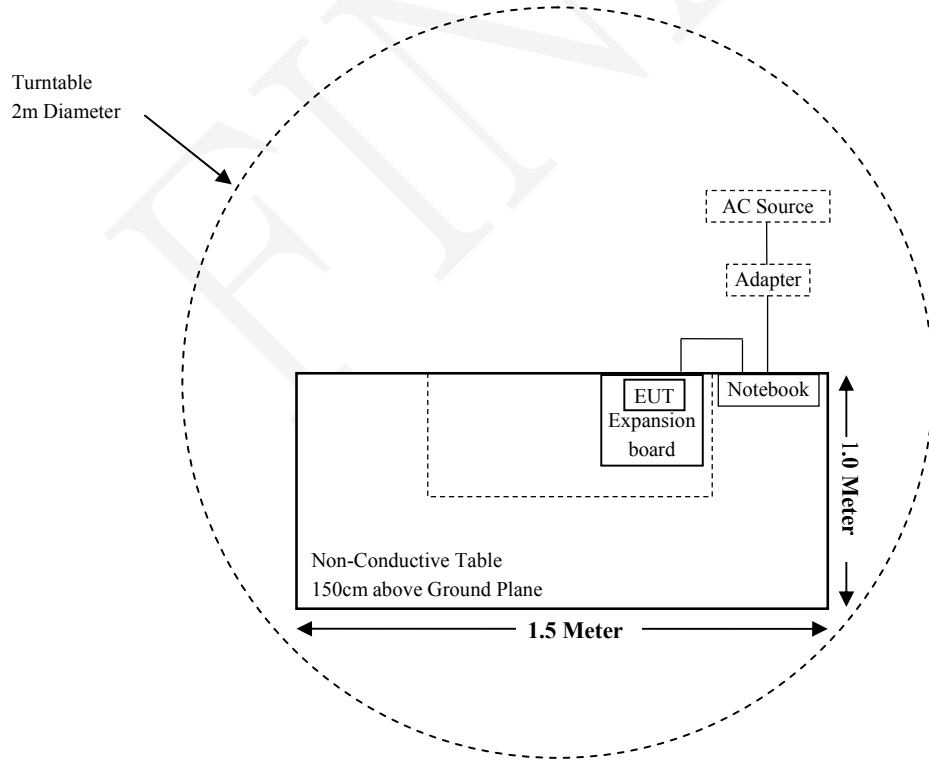 Turntable
2m Diameter
AC Source
Adapter
Notebook
EUT
Expansion
board
1.0 Meter
Non-Conductive Table
150cm above Ground Plane
1.5 Meter